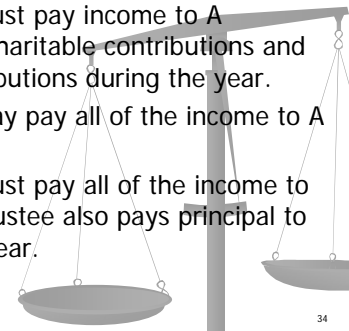 ust pay income to A
haritable contributions and
butions during the year.
ay pay all of the income to A
ust pay all of the income to
ustee also pays principal to
ear.
34